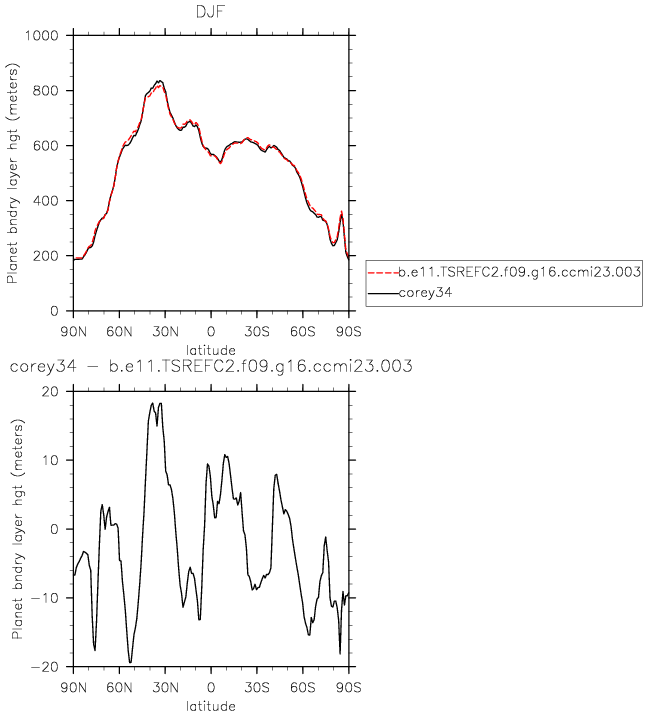 DJF
1000
800
600
400
200
0
Planet bndry layer hgt (meters)
90N 60N 30N 0 30S 60S 90S
latitude
b.e11.TSREFC2.f09.g16.ccmi23.003
corey34
corey34 − b.e11.TSREFC2.f09.g16.ccmi23.003
20
10
0
−10
−20
Planet bndry layer hgt (meters)
90N 60N 30N 0 30S 60S 90S
latitude